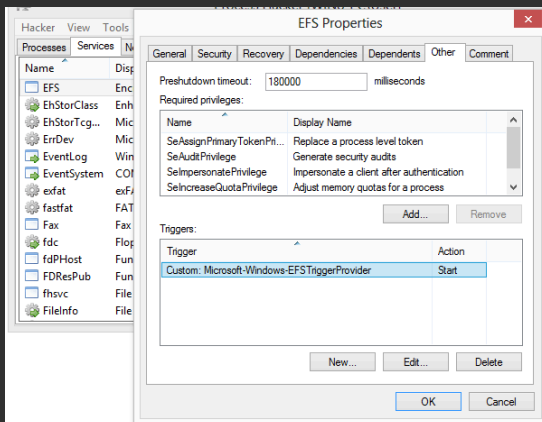 EFS Properties
Hacker View Tools
Processes Services
Name
EFS
EhStorClass
EhStorTcg...
ErrDev
EventLog
EventSystem
exfat
fastfat
Fax
fdc
fdPHost
FDResPub
fhsvc
FileInfo
Enc
Enh
Mic
Mic
Win
COM
exFA
FAT
Fax
Flop
Fun
Fun
File
File
General Security Recovery Dependencies Dependents Other Comment
Preshutdown timeout: 180000 milliseconds
Required privileges:
Name Display Name
SeAssignPrimaryTokenPri... Replace a process level token
SeAuditPrivilege Generate security audits
SeImpersonatePrivilege Impersonate a client after authentication
SeIncreaseQuotaPrivilege Adjust memory quotas for a process
Add... Remove
Triggers:
Trigger Action
Custom: Microsoft-Windows-EFSTriggerProvider Start
New... Edit... Delete
OK Cancel